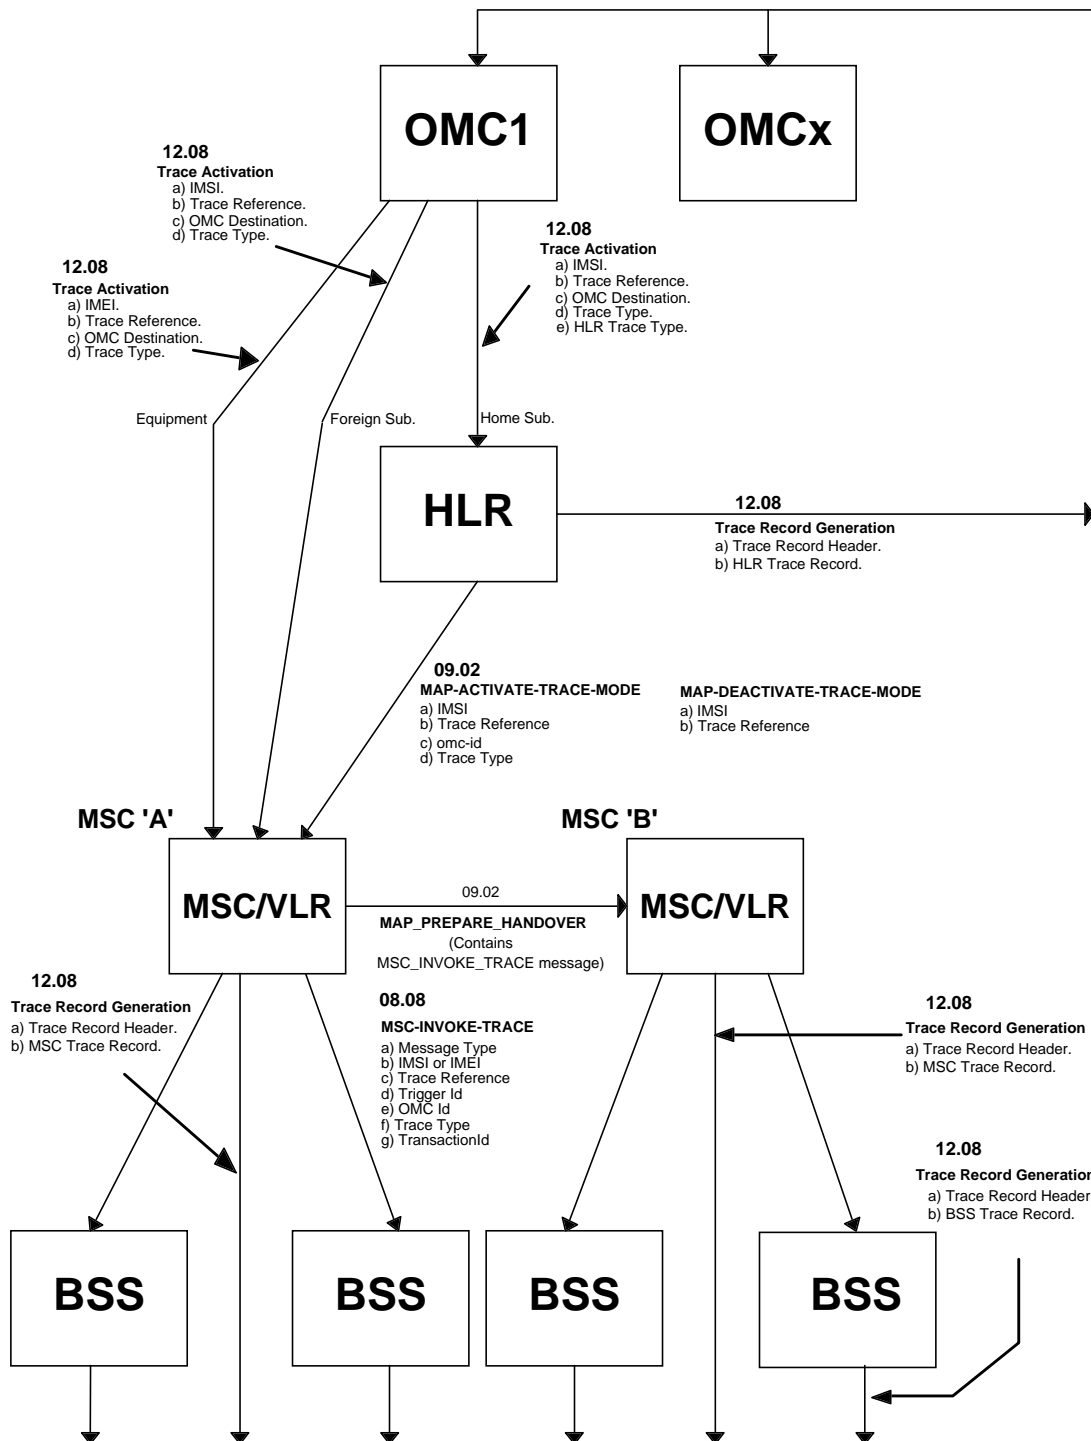 OMC1
OMCx
12.08
Trace Activation
a) IMSI.
b) Trace Reference.
c) OMC Destination.
d) Trace Type.
12.08
Trace Activation
a) IMSI.
b) Trace Reference.
c) OMC Destination.
d) Trace Type.
e) HLR Trace Type.
12.08
Trace Activation
a) IMEI.
b) Trace Reference.
c) OMC Destination.
d) Trace Type.
Equipment
Foreign Sub.
Home Sub.
HLR
12.08
Trace Record Generation
a) Trace Record Header.
b) HLR Trace Record.
09.02
MAP-ACTIVATE-TRACE-MODE
a) IMSI
b) Trace Reference
c) omc-id
d) Trace Type
MAP-DEACTIVATE-TRACE-MODE
a) IMSI
b) Trace Reference
MSC 'A'
MSC 'B'
MSC/VLR
09.02
MAP_PREPARE_HANDOVER
(Contains
MSC_INVOKE_TRACE message)
MSC/VLR
12.08
Trace Record Generation
a) Trace Record Header.
b) MSC Trace Record.
08.08
MSC-INVOKE-TRACE
a) Message Type
b) IMSI or IMEI
c) Trace Reference
d) Trigger Id
e) OMC Id
f) Trace Type
g) TransactionId
12.08
Trace Record Generation
a) Trace Record Header.
b) MSC Trace Record.
12.08
Trace Record Generation
a) Trace Record Header
b) BSS Trace Record.
BSS
BSS
BSS
BSS